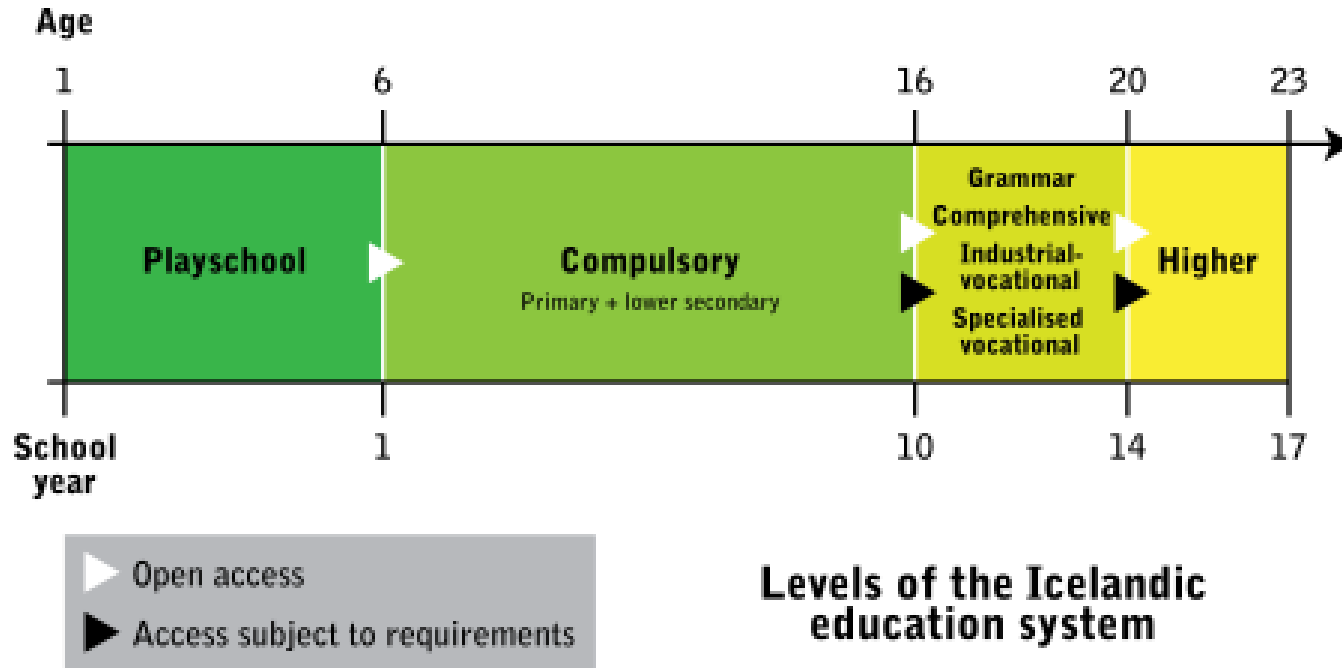 Age
1 6 16 20 23
Playschool
Compulsory
Primary + lower secondary
Grammar
Comprehensive
Industrial-
vocational
Specialised
vocational
Higher
School
year
1 10 14 17
Open access
Access subject to requirements
Levels of the Icelandic
education system